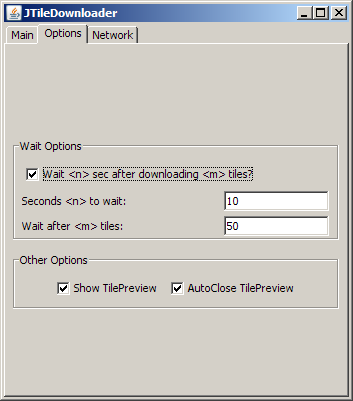 JTileDownloader
Main Options Network
Wait Options
Wait <n> sec after downloading <m> tiles?
Seconds <n> to wait: 10
Wait after <m> tiles: 50
Other Options
Show TilePreview AutoClose TilePreview